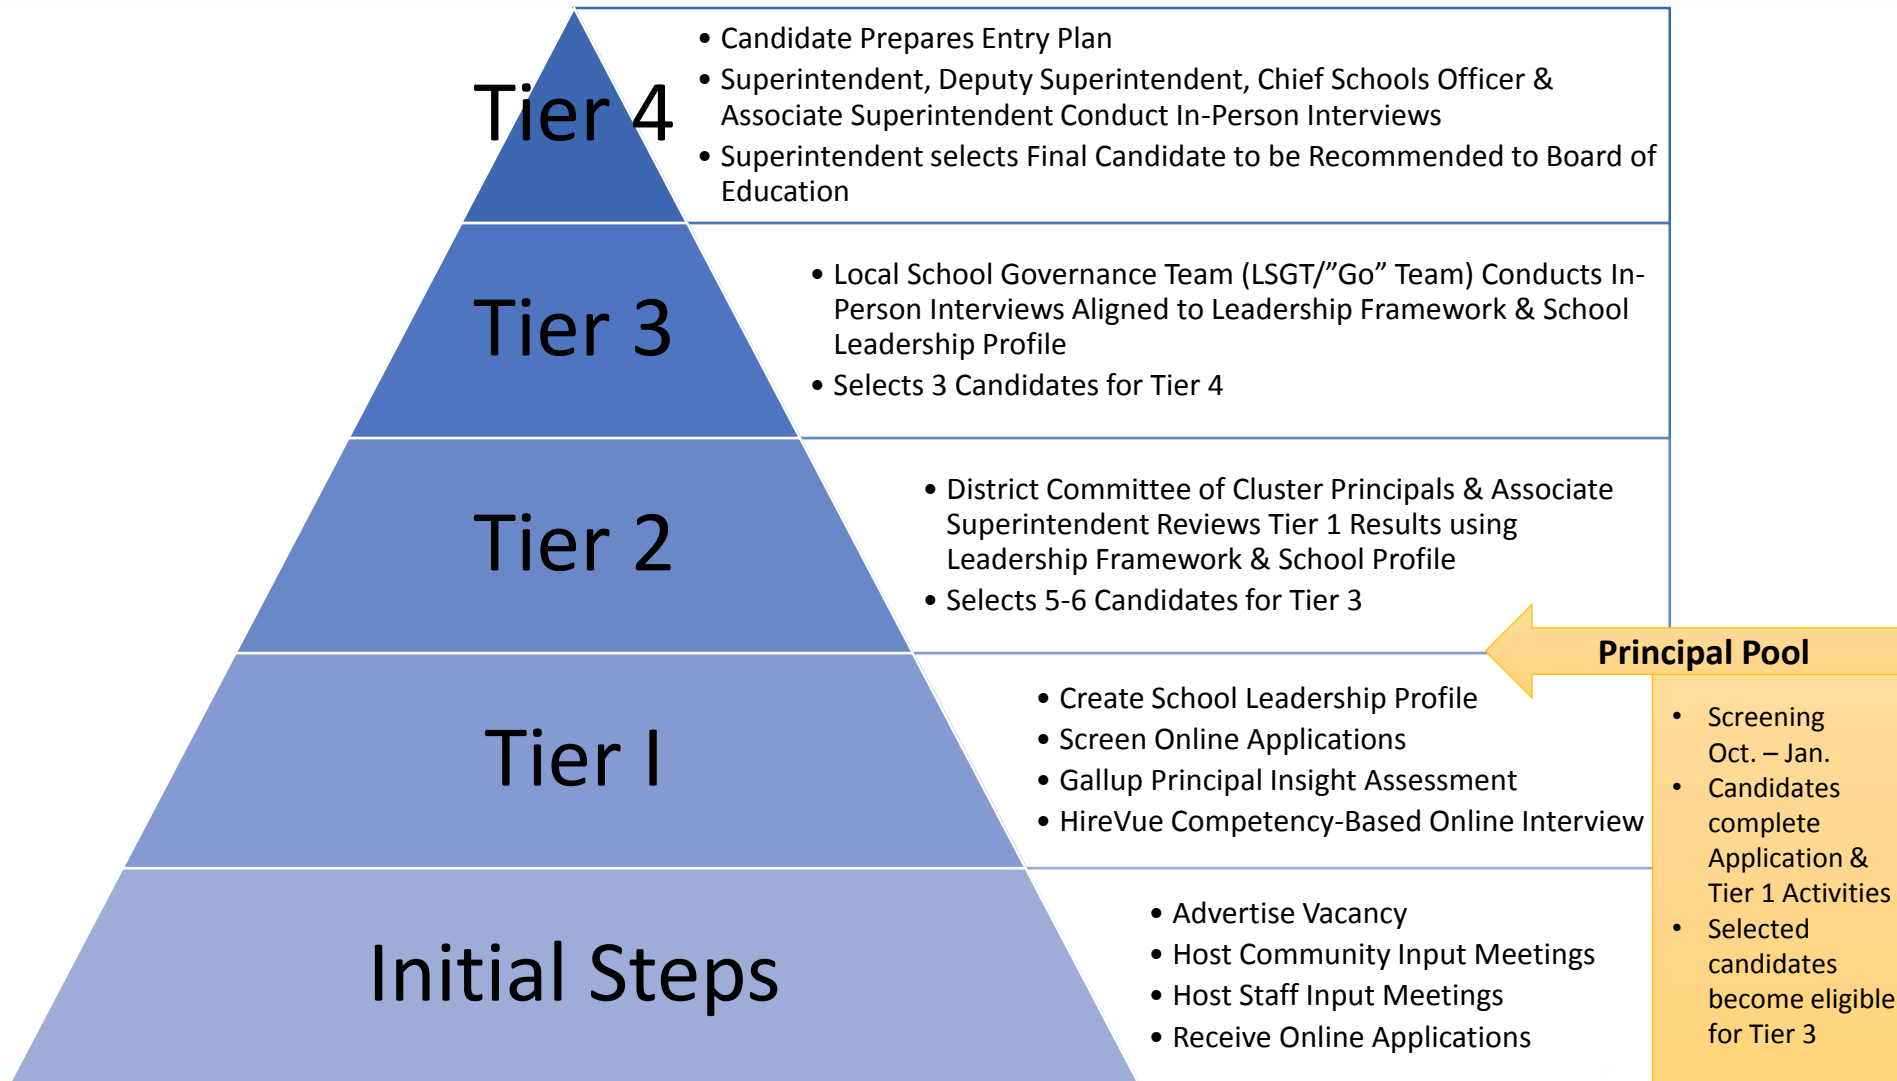 Tier 4
• Candidate Prepares Entry Plan
• Superintendent, Deputy Superintendent, Chief Schools Officer &
Associate Superintendent Conduct In-Person Interviews
• Superintendent selects Final Candidate to be Recommended to Board of
Education
Tier 3
• Local School Governance Team (LSGT/”Go” Team) Conducts In-
Person Interviews Aligned to Leadership Framework & School
Leadership Profile
• Selects 3 Candidates for Tier 4
Tier 2
• District Committee of Cluster Principals & Associate
Superintendent Reviews Tier 1 Results using
Leadership Framework & School Profile
• Selects 5-6 Candidates for Tier 3
Tier I
• Create School Leadership Profile
• Screen Online Applications
• Gallup Principal Insight Assessment
• HireVue Competency-Based Online Interview
Initial Steps
• Advertise Vacancy
• Host Community Input Meetings
• Host Staff Input Meetings
• Receive Online Applications
Principal Pool
• Screening
Oct. – Jan.
• Candidates
complete
Application &
Tier 1 Activities
• Selected
candidates
become eligible
for Tier 3